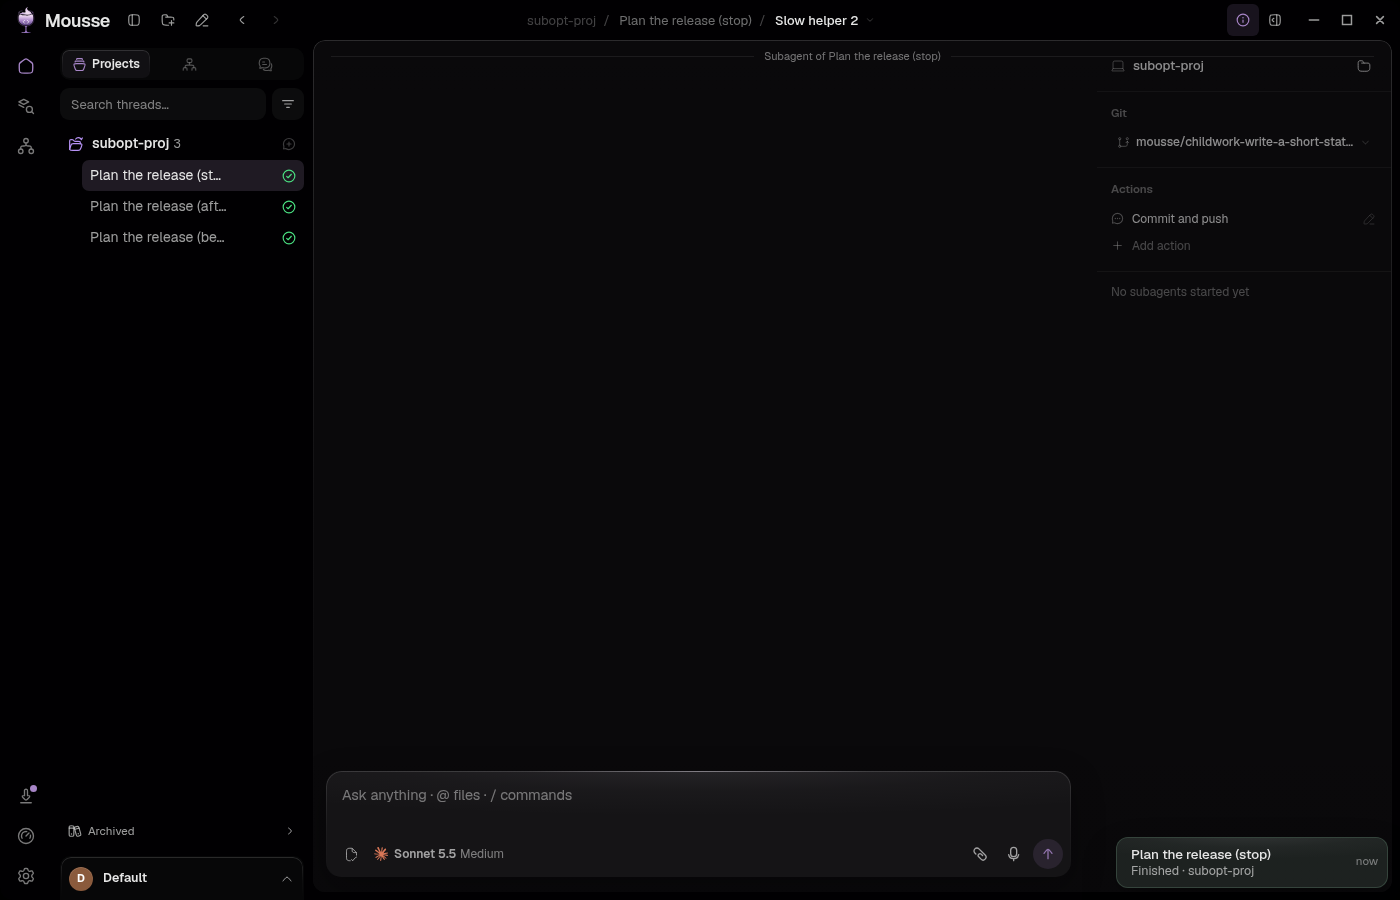 Mousse
subopt-proj / Plan the release (stop) / Slow helper 2
Projects
Search threads...
subopt-proj 3
Plan the release (st...
Plan the release (aft...
Plan the release (be...
Archived
D Default
Subagent of Plan the release (stop)
Ask anything · @ files · / commands
Sonnet 5.5 Medium
subopt-proj
Git
mousse/childwork-write-a-short-stat...
Actions
Commit and push
Add action
No subagents started yet
Plan the release (stop)
now
Finished · subopt-proj